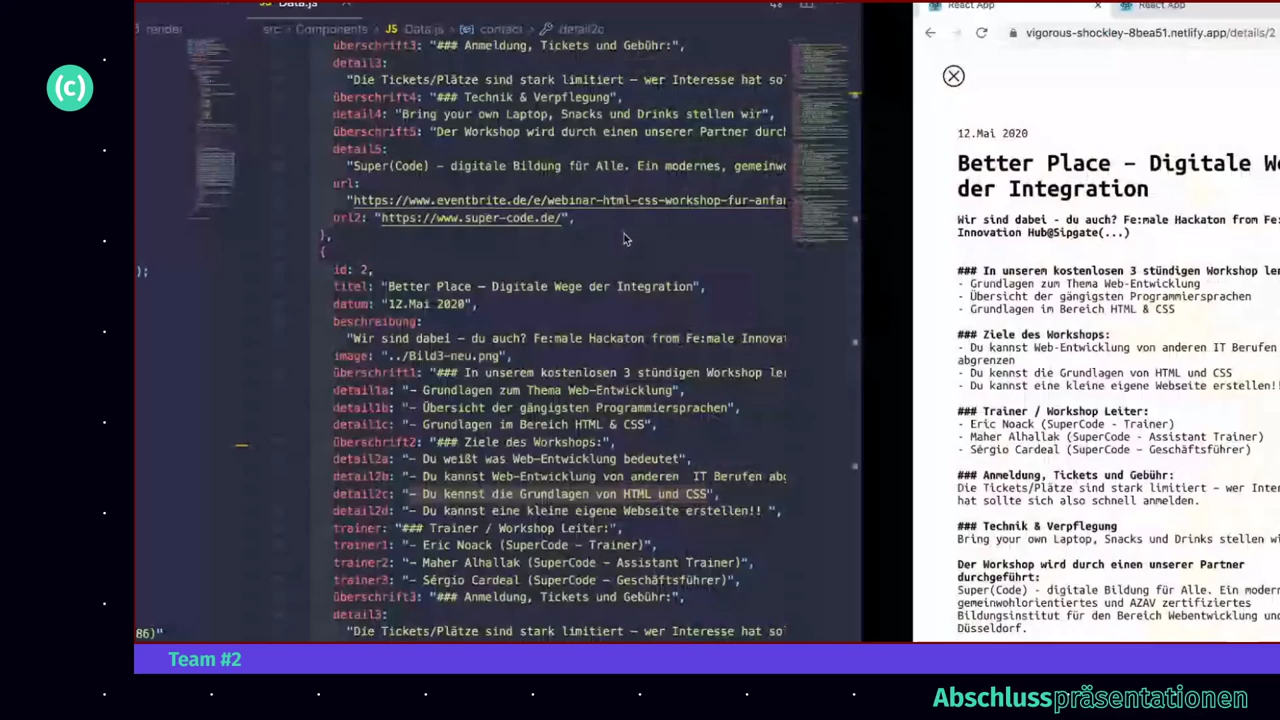 Data.js
React App
React App
render
src > Components > JS Data.js > contact > detail2c
vigorous-shockley-8bea51.netlify.app/details/2
(c)
überschrift3: "### Anmeldung, Tickets und Gebühr:",
detail3:
"Die Tickets/Plätze sind stark limitiert – wer Interesse hat so
überschrift4: "### Technik & Verpflegung",
detail4: "Bring your own Laptop, Snacks und Drinks stellen wir",
überschrift5: "Der Workshop wird durch einen unserer Partner durch
detail5:
"Super(Code) – digitale Bildung für Alle. Ein modernes, gemeinwo
url:
"https://www.eventbrite.de/e/webinar-html-css-workshop-fur-anfa
url2: "https://www.super-code.de/",
},
{
);
id: 2,
titel: "Better Place – Digitale Wege der Integration",
datum: "12.Mai 2020",
beschreibung:
"Wir sind dabei – du auch? Fe:male Hackaton from Fe:male Innova
image: "../Bild3-neu.png",
überschrift1: "### In unserem kostenlosen 3 stündigen Workshop ler
detail1a: "– Grundlagen zum Thema Web-Entwicklung",
detail1b: "– Übersicht der gängigsten Programmiersprachen",
detail1c: "– Grundlagen im Bereich HTML & CSS",
überschrift2: "### Ziele des Workshops:",
detail2a: "– Du weißt was Web-Entwicklung bedeutet",
detail2b: "– Du kannst Web-Entwicklung von anderen  IT Berufen abg
detail2c: "– Du kennst die Grundlagen von HTML und CSS",
detail2d: "– Du kannst eine kleine eigene Webseite erstellen!! ",
trainer: "### Trainer / Workshop Leiter:",
trainer1: "– Eric Noack (SuperCode – Trainer)",
trainer2: "– Maher Alhallak (SuperCode – Assistant Trainer)",
trainer3: "– Sérgio Cardeal (SuperCode – Geschäftsführer)",
überschrift3: "### Anmeldung, Tickets und Gebühr:",
detail3:
"Die Tickets/Plätze sind stark limitiert – wer Interesse hat so
86)"
12.Mai 2020
Better Place – Digitale We
der Integration
Wir sind dabei - du auch? Fe:male Hackaton from Fe:
Innovation Hub@Sipgate(...)
### In unserem kostenlosen 3 stündigen Workshop ler
- Grundlagen zum Thema Web-Entwicklung
- Übersicht der gängigsten Programmiersprachen
- Grundlagen im Bereich HTML & CSS
### Ziele des Workshops:
- Du kannst Web-Entwicklung von anderen IT Berufen
abgrenzen
- Du kennst die Grundlagen von HTML und CSS
- Du kannst eine kleine eigene Webseite erstellen!!
### Trainer / Workshop Leiter:
- Eric Noack (SuperCode - Trainer)
- Maher Alhallak (SuperCode - Assistant Trainer)
- Sérgio Cardeal (SuperCode – Geschäftsführer)
### Anmeldung, Tickets und Gebühr:
Die Tickets/Plätze sind stark limitiert – wer Inter
hat sollte sich also schnell anmelden.
### Technik & Verpflegung
Bring your own Laptop, Snacks und Drinks stellen wi
Der Workshop wird durch einen unserer Partner
durchgeführt:
Super(Code) - digitale Bildung für Alle. Ein modern
gemeinwohlorientiertes und AZAV zertifiziertes
Bildungsinstitut für den Bereich Webentwicklung und
Düsseldorf.
Team #2
Abschlusspräsentationen